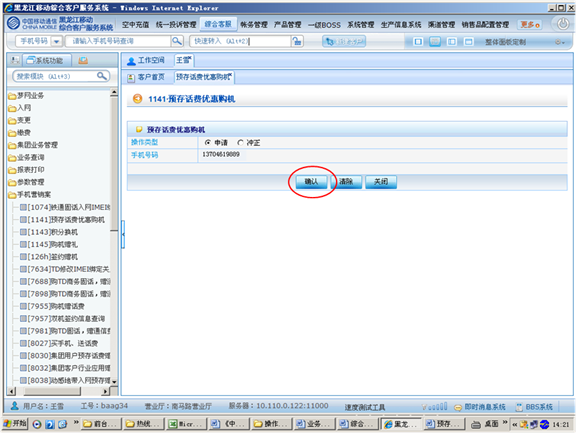 黑龙江移动综合客户服务系统 - Windows Internet Explorer
中国移动通信 CHINA MOBILE 黑龙江移动 综合客户服务系统
空中充值 统一投诉管理 综合客服 帐务管理 产品管理 一级BOSS 系统管理 生产信息系统 渠道管理 销售品配置管理 更多
手机号码 请输入手机号码查询 快速转入 (Alt+2) 整体面板定制
系统功能
工作空间 王雪
搜索模块 (Alt+3)
客户首页 预存话费优惠购机
梦网业务
入网
变更
缴费
集团业务管理
业务查询
报表打印
参数管理
手机营销案
[1074]铁通固话入网IME
[1141]预存话费优惠购机
[1143]积分换机
[1145]购机赠礼
[126h]签约赠机
[7634]TD修改IMEI绑定关
[7688]购TD商务固话，赠
[7898]购TD商务固话，赠
[7955]购机赠话费
[7957]双机签约信息查询
[7981]购TD固话，赠通信
[8027]买手机、送话费
[8030]集团用户预存话费
[8032]集团客户行业应用
[8038]动感地带入网预存
1141·预存话费优惠购机
预存话费优惠购机
操作类型 申请 冲正
手机号码 13704619889
确认 清除 关闭
用户名：王雪 工号：baag34 营业厅：南马路营业厅 服务器：10.110.0.122:11000 速度测试工具 即时消息系统 BBS系统
开始 前台... 热线... Micr... 《中... 操作... 业务... 综合... 黑龙... 预存... 桌面 14:21